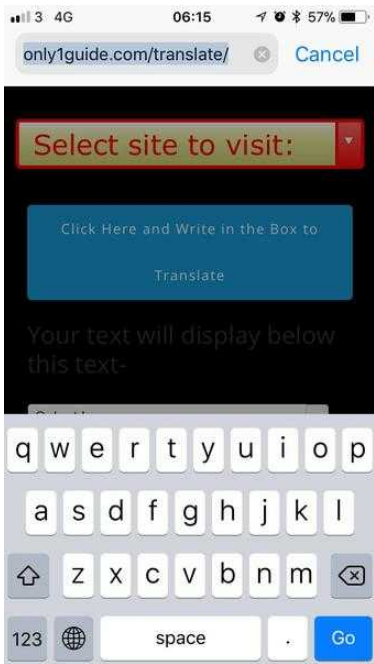 3 4G 06:15 57%
only1guide.com/translate/ Cancel
Select site to visit:
Click Here and Write in the Box to
Translate
Your text will display below
this text-
q w e r t y u i o p
a s d f g h j k l
z x c v b n m
123 space . Go